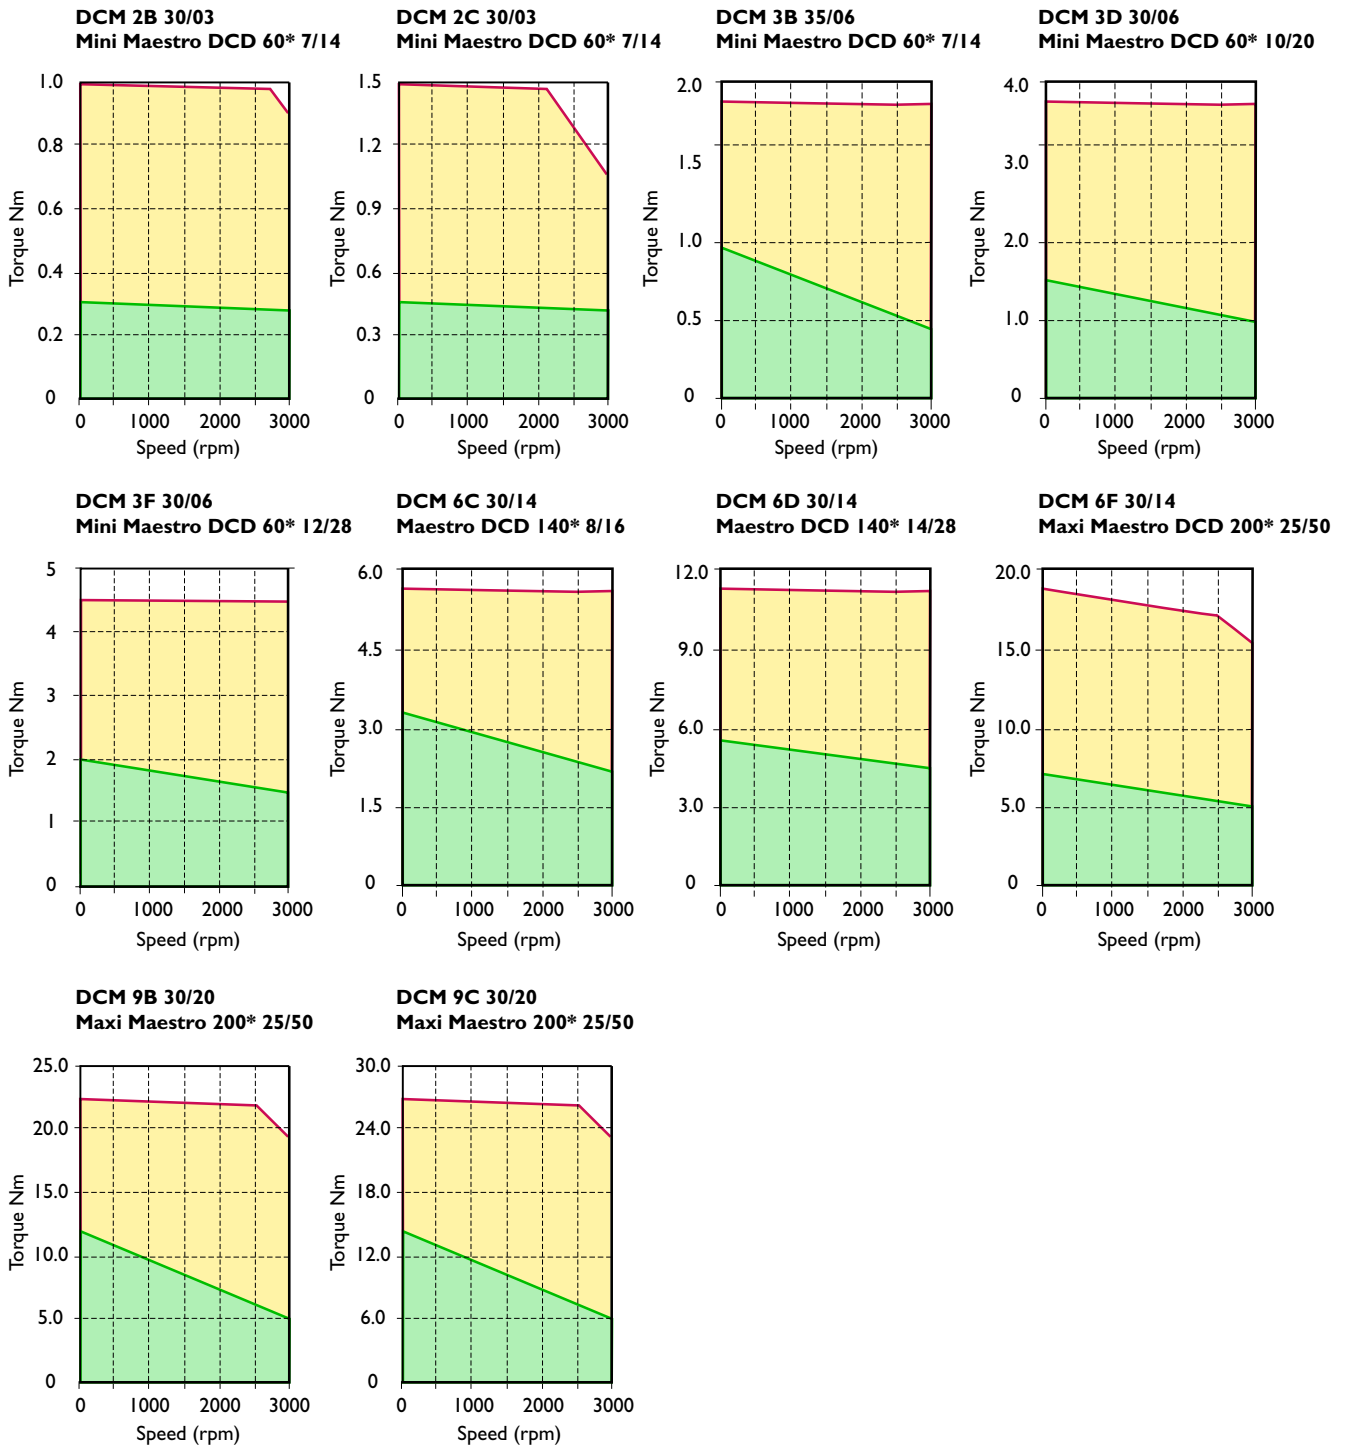 DCM 2B 30/03
Mini Maestro DCD 60* 7/14
1.0
0.8
0.6
0.4
0.2
0
Torque Nm
0 1000 2000 3000
Speed (rpm)
DCM 2C 30/03
Mini Maestro DCD 60* 7/14
1.5
1.2
0.9
0.6
0.3
0
Torque Nm
0 1000 2000 3000
Speed (rpm)
DCM 3B 35/06
Mini Maestro DCD 60* 7/14
2.0
1.5
1.0
0.5
0
Torque Nm
0 1000 2000 3000
Speed (rpm)
DCM 3D 30/06
Mini Maestro DCD 60* 10/20
4.0
3.0
2.0
1.0
0
Torque Nm
0 1000 2000 3000
Speed (rpm)
DCM 3F 30/06
Mini Maestro DCD 60* 12/28
5
4
3
2
1
0
Torque Nm
0 1000 2000 3000
Speed (rpm)
DCM 6C 30/14
Maestro DCD 140* 8/16
6.0
4.5
3.0
1.5
0
Torque Nm
0 1000 2000 3000
Speed (rpm)
DCM 6D 30/14
Maestro DCD 140* 14/28
12.0
9.0
6.0
3.0
0
Torque Nm
0 1000 2000 3000
Speed (rpm)
DCM 6F 30/14
Maxi Maestro DCD 200* 25/50
20.0
15.0
10.0
5.0
0
Torque Nm
0 1000 2000 3000
Speed (rpm)
DCM 9B 30/20
Maxi Maestro 200* 25/50
25.0
20.0
15.0
10.0
5.0
0
Torque Nm
0 1000 2000 3000
Speed (rpm)
DCM 9C 30/20
Maxi Maestro 200* 25/50
30.0
24.0
18.0
12.0
6.0
0
Torque Nm
0 1000 2000 3000
Speed (rpm)